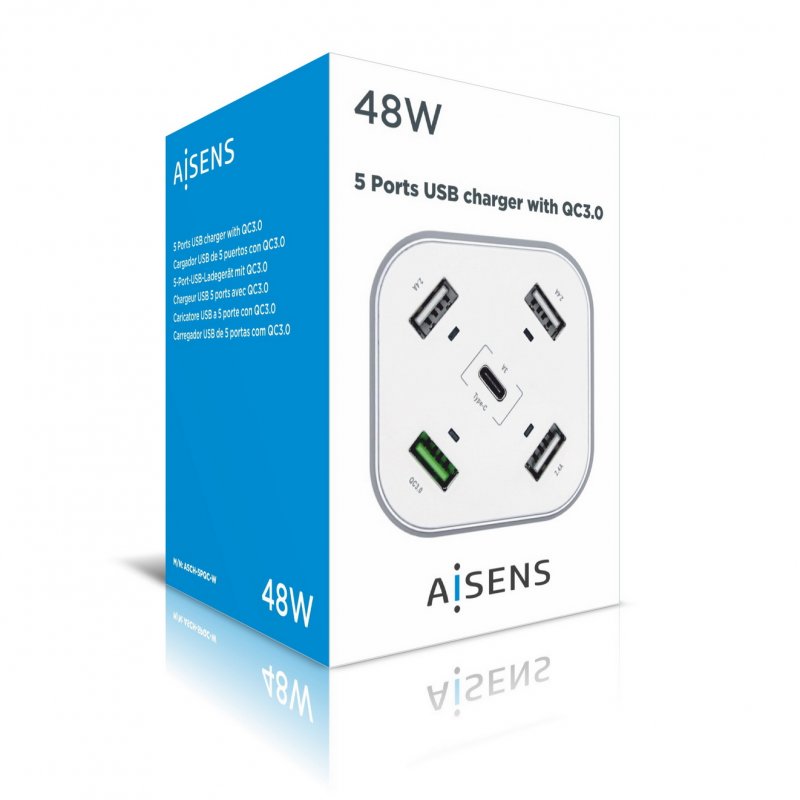 AiSENS
5 Ports USB charger with QC3.0
Cargador USB de 5 puertos con QC3.0
5-Port-USB-Ladegerät mit QC3.0
Chargeur USB 5 ports avec QC3.0
Caricatore USB a 5 porte con QC3.0
Carregador USB de 5 portas com QC3.0
M/N: ASCH-5PQC-W
48W
48W
5 Ports USB charger with QC3.0
2.4A
2.4A
3A
Type-C
QC3.0
2.4A
AiSENS